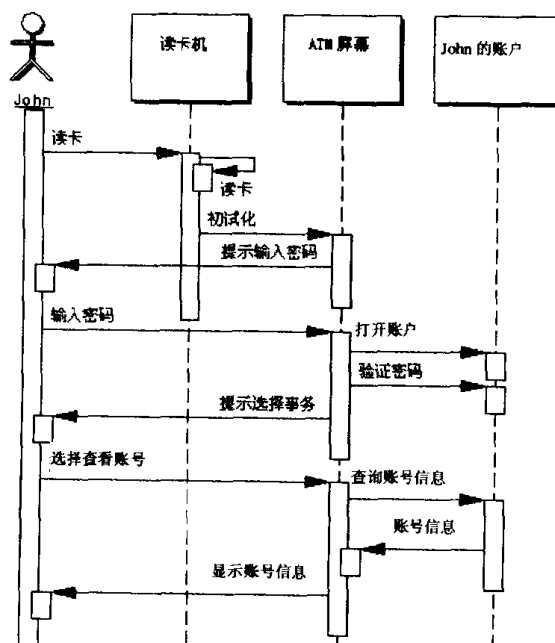 读卡机
ATM 屏幕
John 的账户
John
读卡
读卡
初试化
提示输入密码
输入密码
打开账户
验证密码
提示选择事务
选择查看账号
查询账号信息
账号信息
显示账号信息